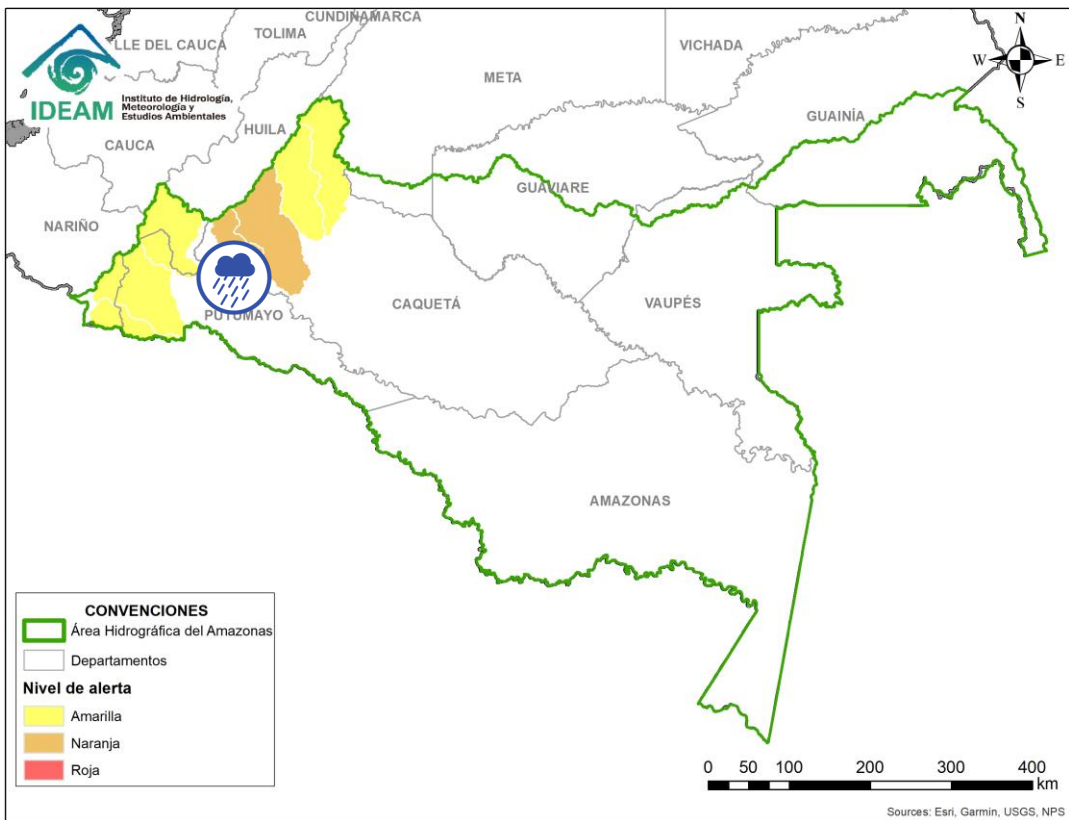 CUNDINAMARCA
LLE DEL CAUCA
TOLIMA
VICHADA
META
N
W
E
S
IDEAM
Instituto de Hidrología,
Meteorología y
Estudios Ambientales
HUILA
GUAINÍA
CAUCA
GUAVIARE
NARIÑO
CAQUETÁ
VAUPÉS
PUTUMAYO
AMAZONAS
CONVENCIONES
Área Hidrográfica del Amazonas
Departamentos
Nivel de alerta
Amarilla
Naranja
Roja
0 50 100 200 300 400
km
Sources: Esri, Garmin, USGS, NPS